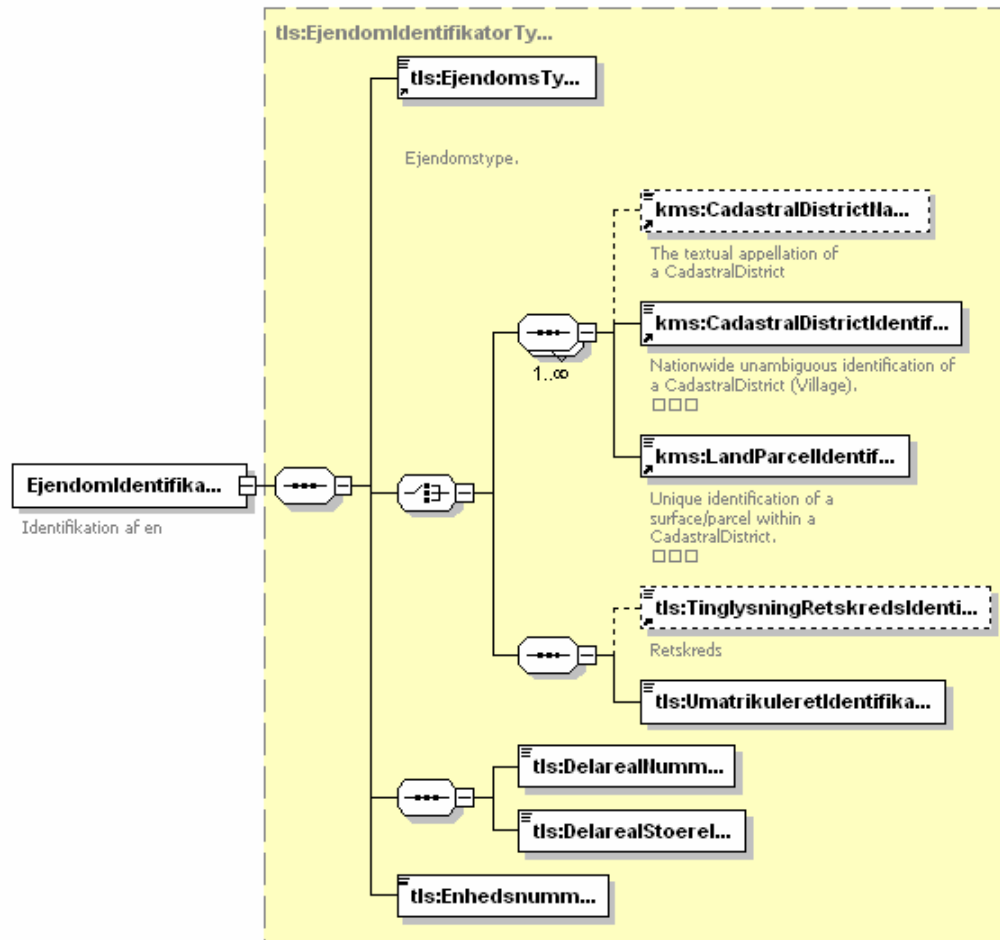 tls:EjendomIdentifikatorTy...
tls:EjendomsTy...
Ejendomstype.
kms:CadastralDistrictNa...
The textual appellation of
a CadastralDistrict
kms:CadastralDistrictIdentif...
1..∞
Nationwide unambiguous identification of
a CadastralDistrict (Village).
□□□
kms:LandParcelIdentif...
EjendomIdentifika...
Identifikation af en
Unique identification of a
surface/parcel within a
CadastralDistrict.
□□□
tls:TinglysningRetskredsIdenti...
Retskreds
tls:UmatrikuleretIdentifika...
tls:DelarealNumm...
tls:DelarealStoerel...
tls:Enhedsnumm...